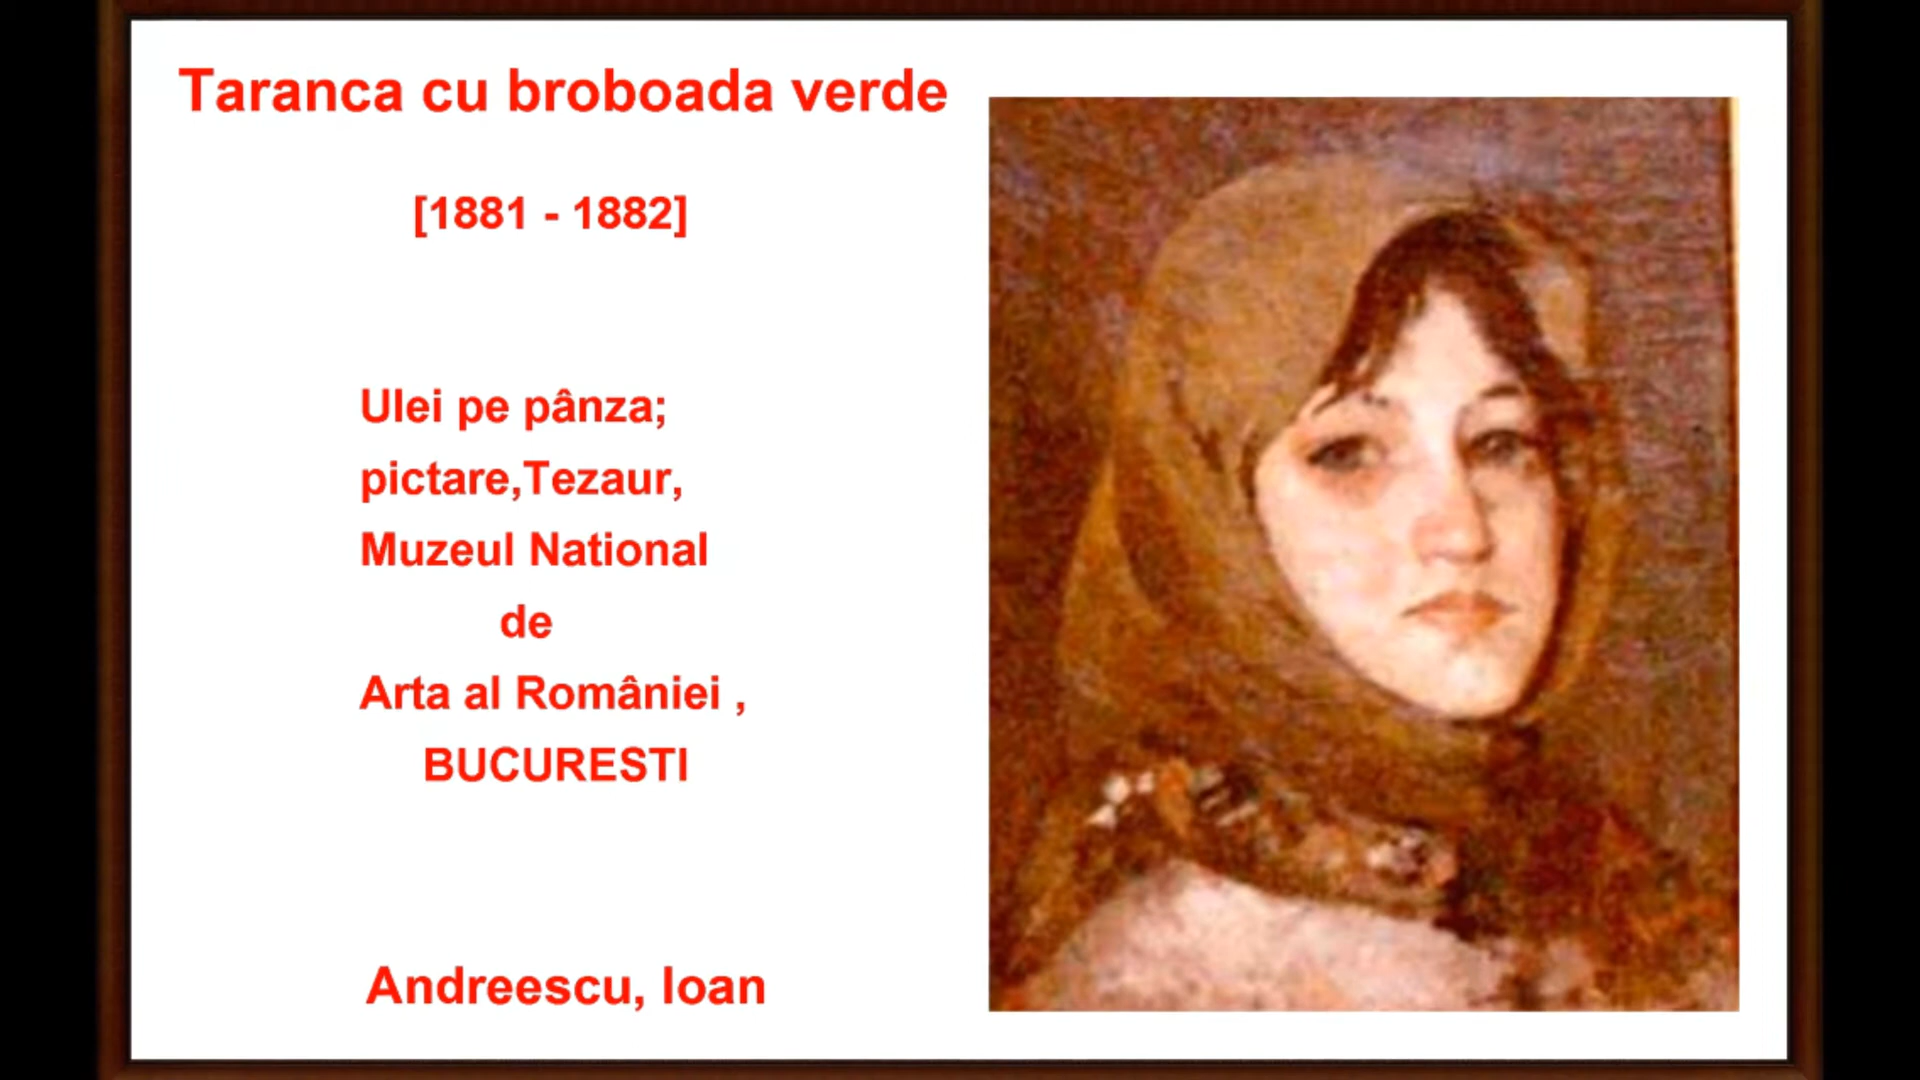 Taranca cu broboada verde
[1881 - 1882]
Ulei pe pânza;
pictare,Tezaur,
Muzeul National
de
Arta al României ,
BUCURESTI
Andreescu, Ioan